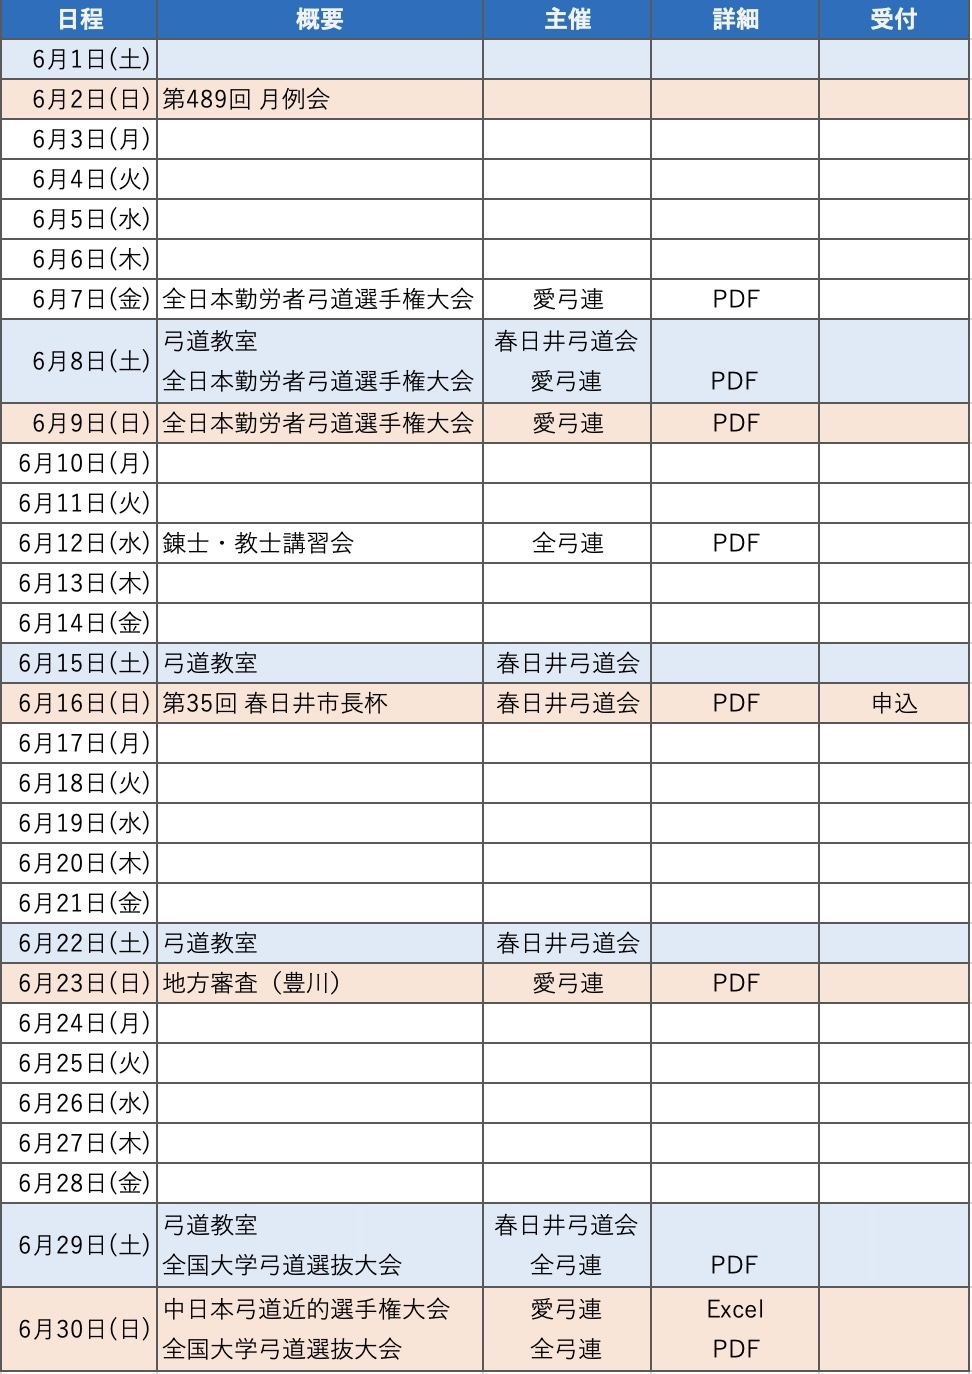 日程 概要 主催 詳細 受付
6月1日(土)
6月2日(日) 第489回 月例会
6月3日(月)
6月4日(火)
6月5日(水)
6月6日(木)
6月7日(金) 全日本勤労者弓道選手権大会 愛弓連 PDF
6月8日(土) 弓道教室 春日井弓道会
全日本勤労者弓道選手権大会 愛弓連 PDF
6月9日(日) 全日本勤労者弓道選手権大会 愛弓連 PDF
6月10日(月)
6月11日(火)
6月12日(水) 錬士・教士講習会 全弓連 PDF
6月13日(木)
6月14日(金)
6月15日(土) 弓道教室 春日井弓道会
6月16日(日) 第35回 春日井市長杯 春日井弓道会 PDF 申込
6月17日(月)
6月18日(火)
6月19日(水)
6月20日(木)
6月21日(金)
6月22日(土) 弓道教室 春日井弓道会
6月23日(日) 地方審査（豊川） 愛弓連 PDF
6月24日(月)
6月25日(火)
6月26日(水)
6月27日(木)
6月28日(金)
6月29日(土) 弓道教室 春日井弓道会
全国大学弓道選抜大会 全弓連 PDF
6月30日(日) 中日本弓道近的選手権大会 愛弓連 Excel
全国大学弓道選抜大会 全弓連 PDF